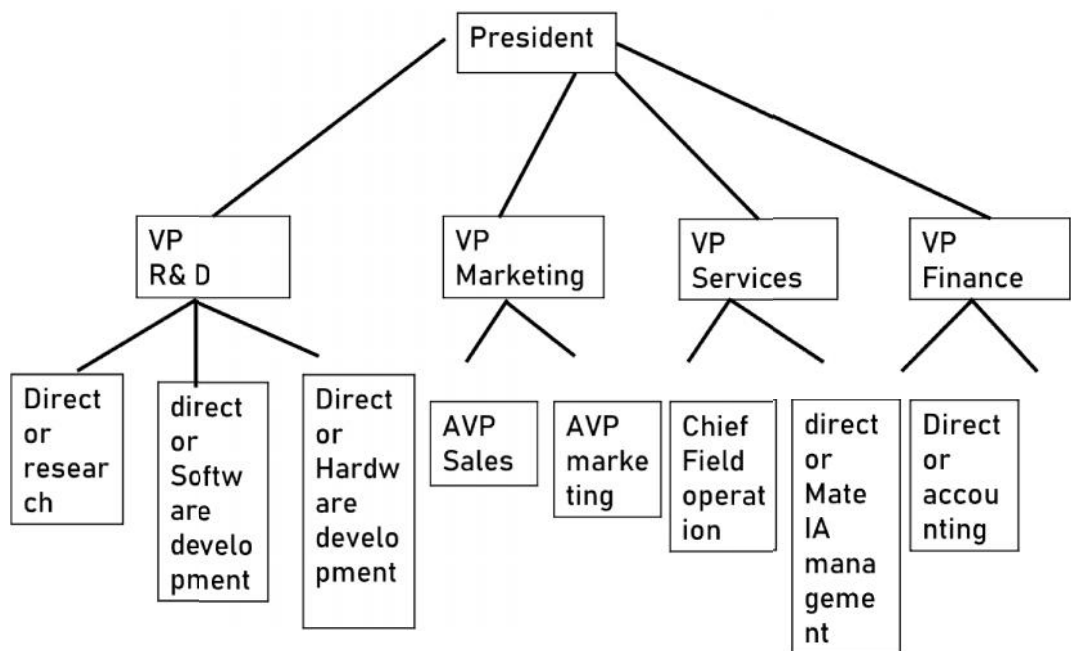 President
VP
R& D
VP
Marketing
VP
Services
VP
Finance
Direct
or
resear
ch
direct
or
Softw
are
develo
pment
Direct
or
Hardw
are
develo
pment
AVP
Sales
AVP
marke
ting
Chief
Field
operat
ion
direct
or
Mate
IA
mana
geme
nt
Direct
or
accou
nting